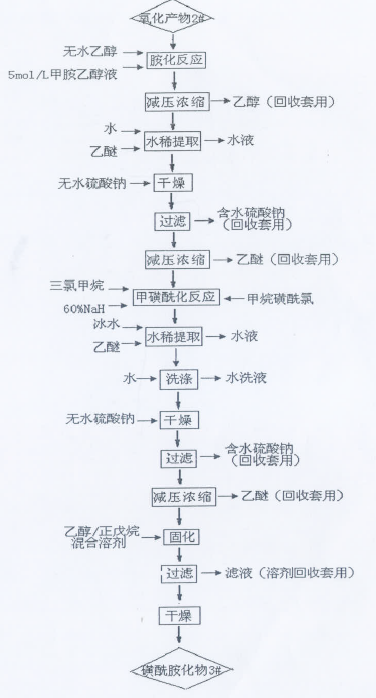 氧化产物2#
无水乙醇
5mol/L甲胺乙醇液
胺化反应
减压浓缩
乙醇（回收套用）
水
乙醚
水稀提取
水液
无水硫酸钠
干燥
过滤
含水硫酸钠
（回收套用）
减压浓缩
乙醚（回收套用）
三氯甲烷
60%NaH
甲磺酰化反应
甲烷磺酰氯
冰水
乙醚
水稀提取
水液
水
洗涤
水洗液
无水硫酸钠
干燥
过滤
含水硫酸钠
（回收套用）
减压浓缩
乙醚（回收套用）
乙醇/正戊烷
混合溶剂
固化
过滤
滤液（溶剂回收套用）
干燥
磺酰胺化物3#